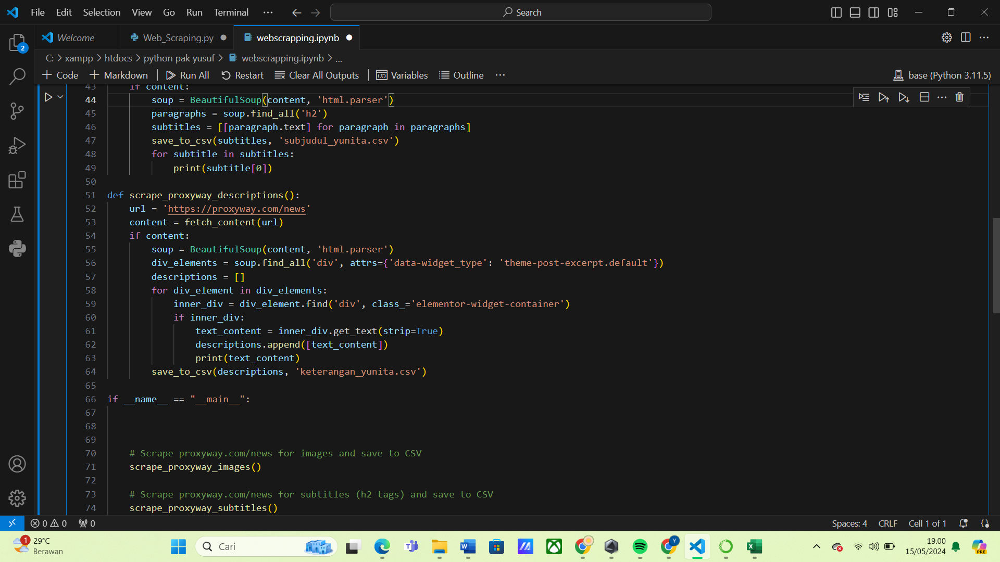 File Edit Selection View Go Run Terminal ··· Search
Welcome Web_Scraping.py webscrapping.ipynb
2
C: > xampp > htdocs > python pak yusuf > webscrapping.ipynb > ...
+ Code + Markdown Run All Restart Clear All Outputs Variables Outline ··· base (Python 3.11.5)
43 if content:
44 soup = BeautifulSoup(content, 'html.parser')
45 paragraphs = soup.find_all('h2')
46 subtitles = [[paragraph.text] for paragraph in paragraphs]
47 save_to_csv(subtitles, 'subjudul_yunita.csv')
48 for subtitle in subtitles:
49 print(subtitle[0])
50
51 def scrape_proxyway_descriptions():
52 url = 'https://proxyway.com/news'
53 content = fetch_content(url)
54 if content:
55 soup = BeautifulSoup(content, 'html.parser')
56 div_elements = soup.find_all('div', attrs={'data-widget_type': 'theme-post-excerpt.default'})
57 descriptions = []
58 for div_element in div_elements:
59 inner_div = div_element.find('div', class_='elementor-widget-container')
60 if inner_div:
61 text_content = inner_div.get_text(strip=True)
62 descriptions.append([text_content])
63 print(text_content)
64 save_to_csv(descriptions, 'keterangan_yunita.csv')
65
66 if __name__ == "__main__":
67
68
69
70 # Scrape proxyway.com/news for images and save to CSV
71 scrape_proxyway_images()
72
73 # Scrape proxyway.com/news for subtitles (h2 tags) and save to CSV
74 scrape_proxyway_subtitles()
0 0 0 Spaces: 4 CRLF Cell 1 of 1
1 29°C
Berawan
Cari
Y
19.00
15/05/2024
PRE